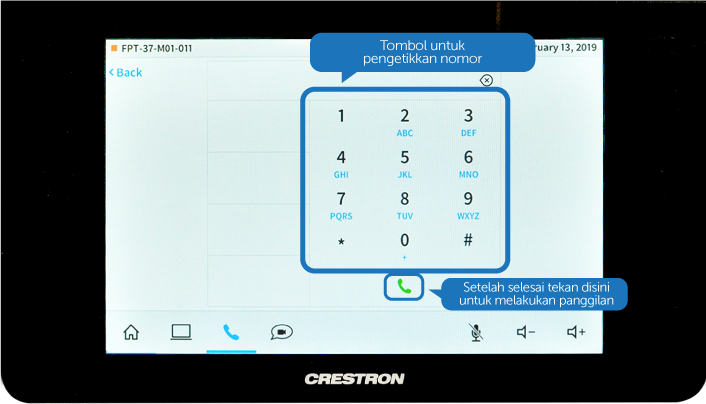 FPT-37-M01-011
Tombol untuk
pengetikkan nomor
ruary 13, 2019
Back
1 2 3
ABC DEF
4 5 6
GHI JKL MNO
7 8 9
PQRS TUV WXYZ
* 0 #
+
Setelah selesai tekan disini
untuk melakukan panggilan
CRESTRON